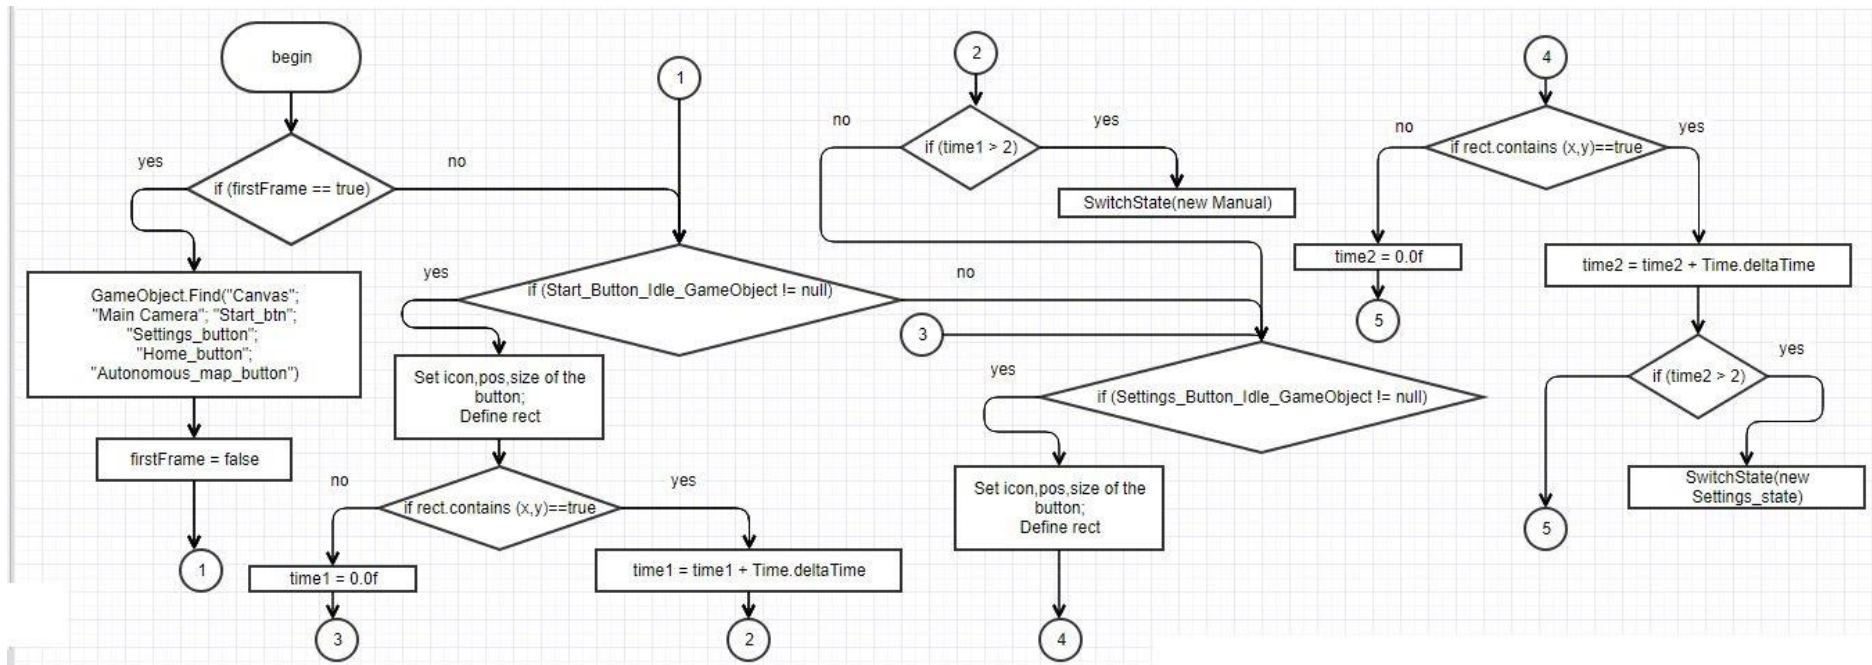 begin
yes
no
if (firstFrame == true)
GameObject.Find("Canvas";
"Main Camera"; "Start_btn";
"Settings_button";
"Home_button";
"Autonomous_map_button")
firstFrame = false
1
1
yes
no
if (Start_Button_Idle_GameObject != null)
Set icon,pos,size of the
button;
Define rect
no
yes
if rect.contains (x,y)==true
time1 = 0.0f
3
time1 = time1 + Time.deltaTime
2
2
no
yes
if (time1 > 2)
SwitchState(new Manual)
3
yes
if (Settings_Button_Idle_GameObject != null)
Set icon,pos,size of the
button;
Define rect
4
4
no
yes
if rect.contains (x,y)==true
time2 = 0.0f
5
time2 = time2 + Time.deltaTime
yes
if (time2 > 2)
SwitchState(new
Settings_state)
5